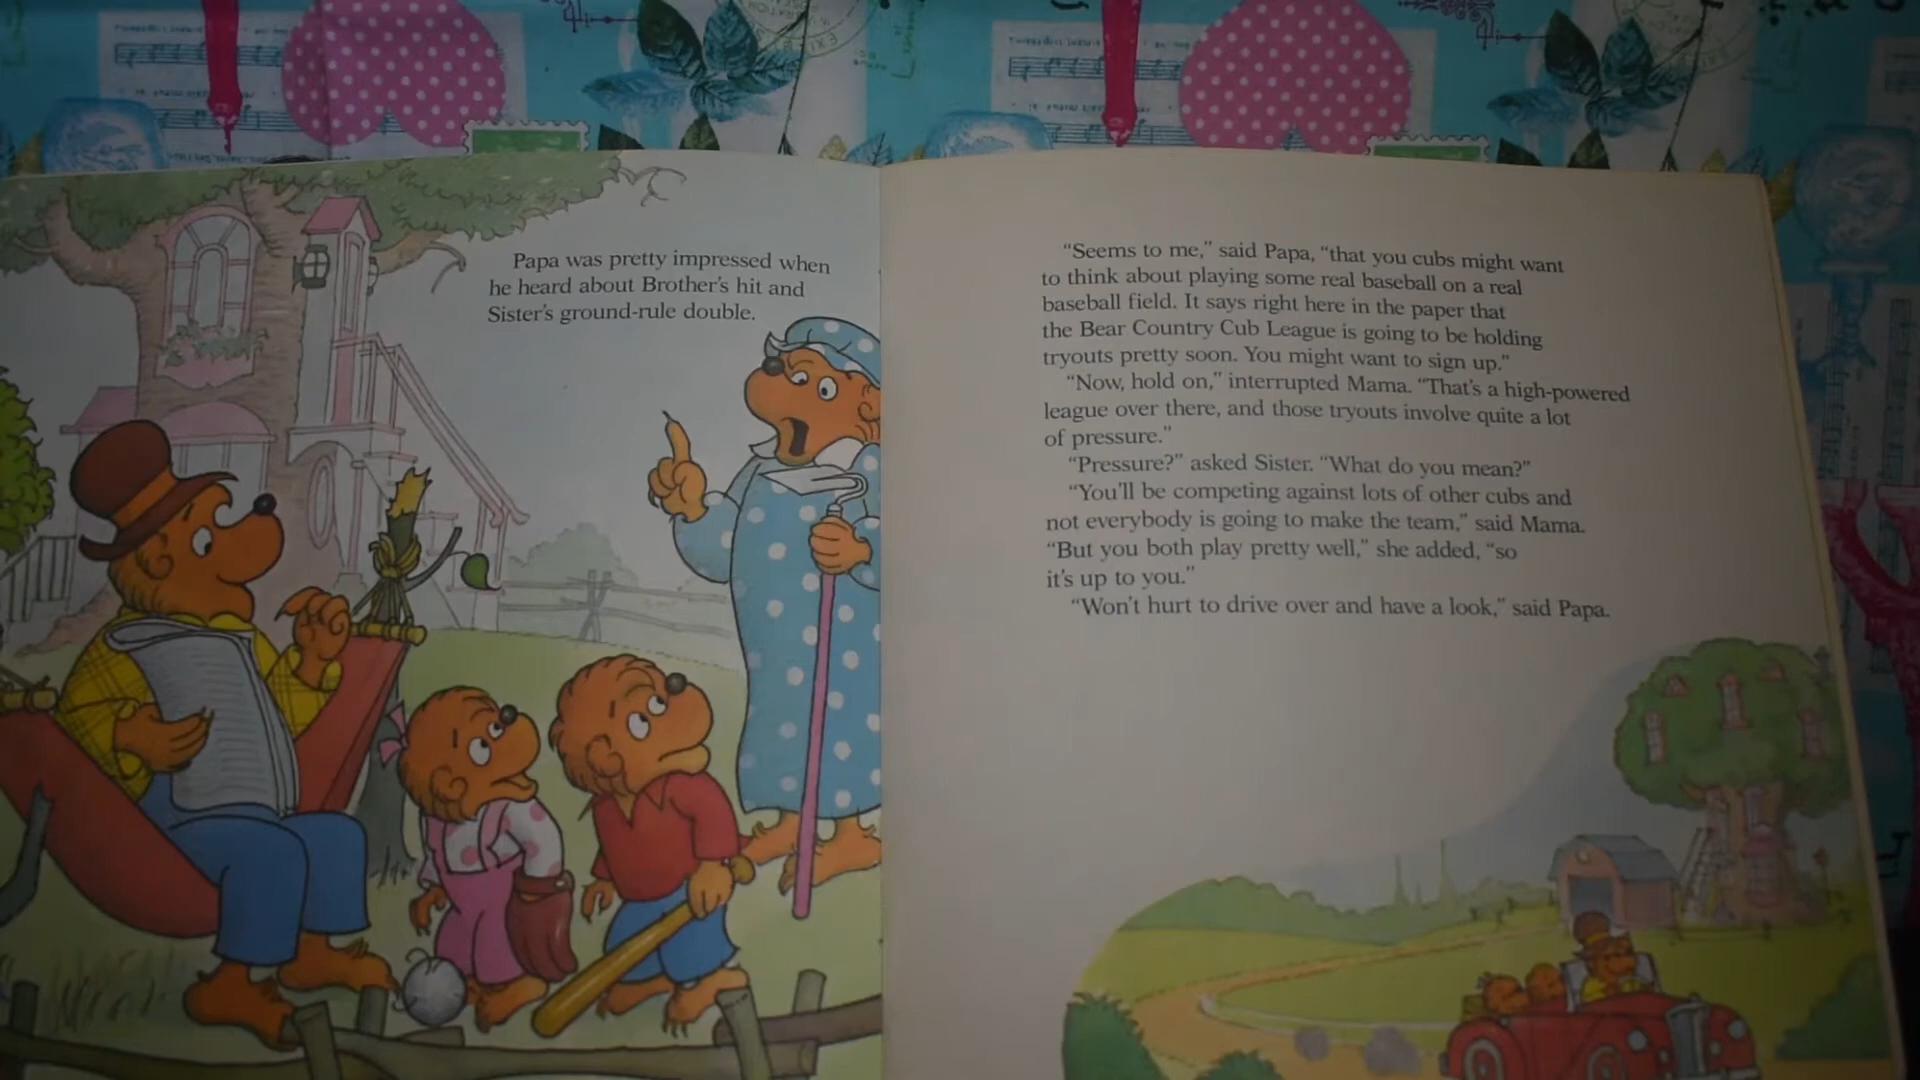 Papa was pretty impressed when
he heard about Brother's hit and
Sister's ground-rule double.
“Seems to me,” said Papa, “that you cubs might want
to think about playing some real baseball on a real
baseball field. It says right here in the paper that
the Bear Country Cub League is going to be holding
tryouts pretty soon. You might want to sign up.”
“Now, hold on,” interrupted Mama. “That's a high-powered
league over there, and those tryouts involve quite a lot
of pressure.”
“Pressure?” asked Sister. “What do you mean?”
“You'll be competing against lots of other cubs and
not everybody is going to make the team,” said Mama.
“But you both play pretty well,” she added, “so
it's up to you.”
“Won't hurt to drive over and have a look,” said Papa.